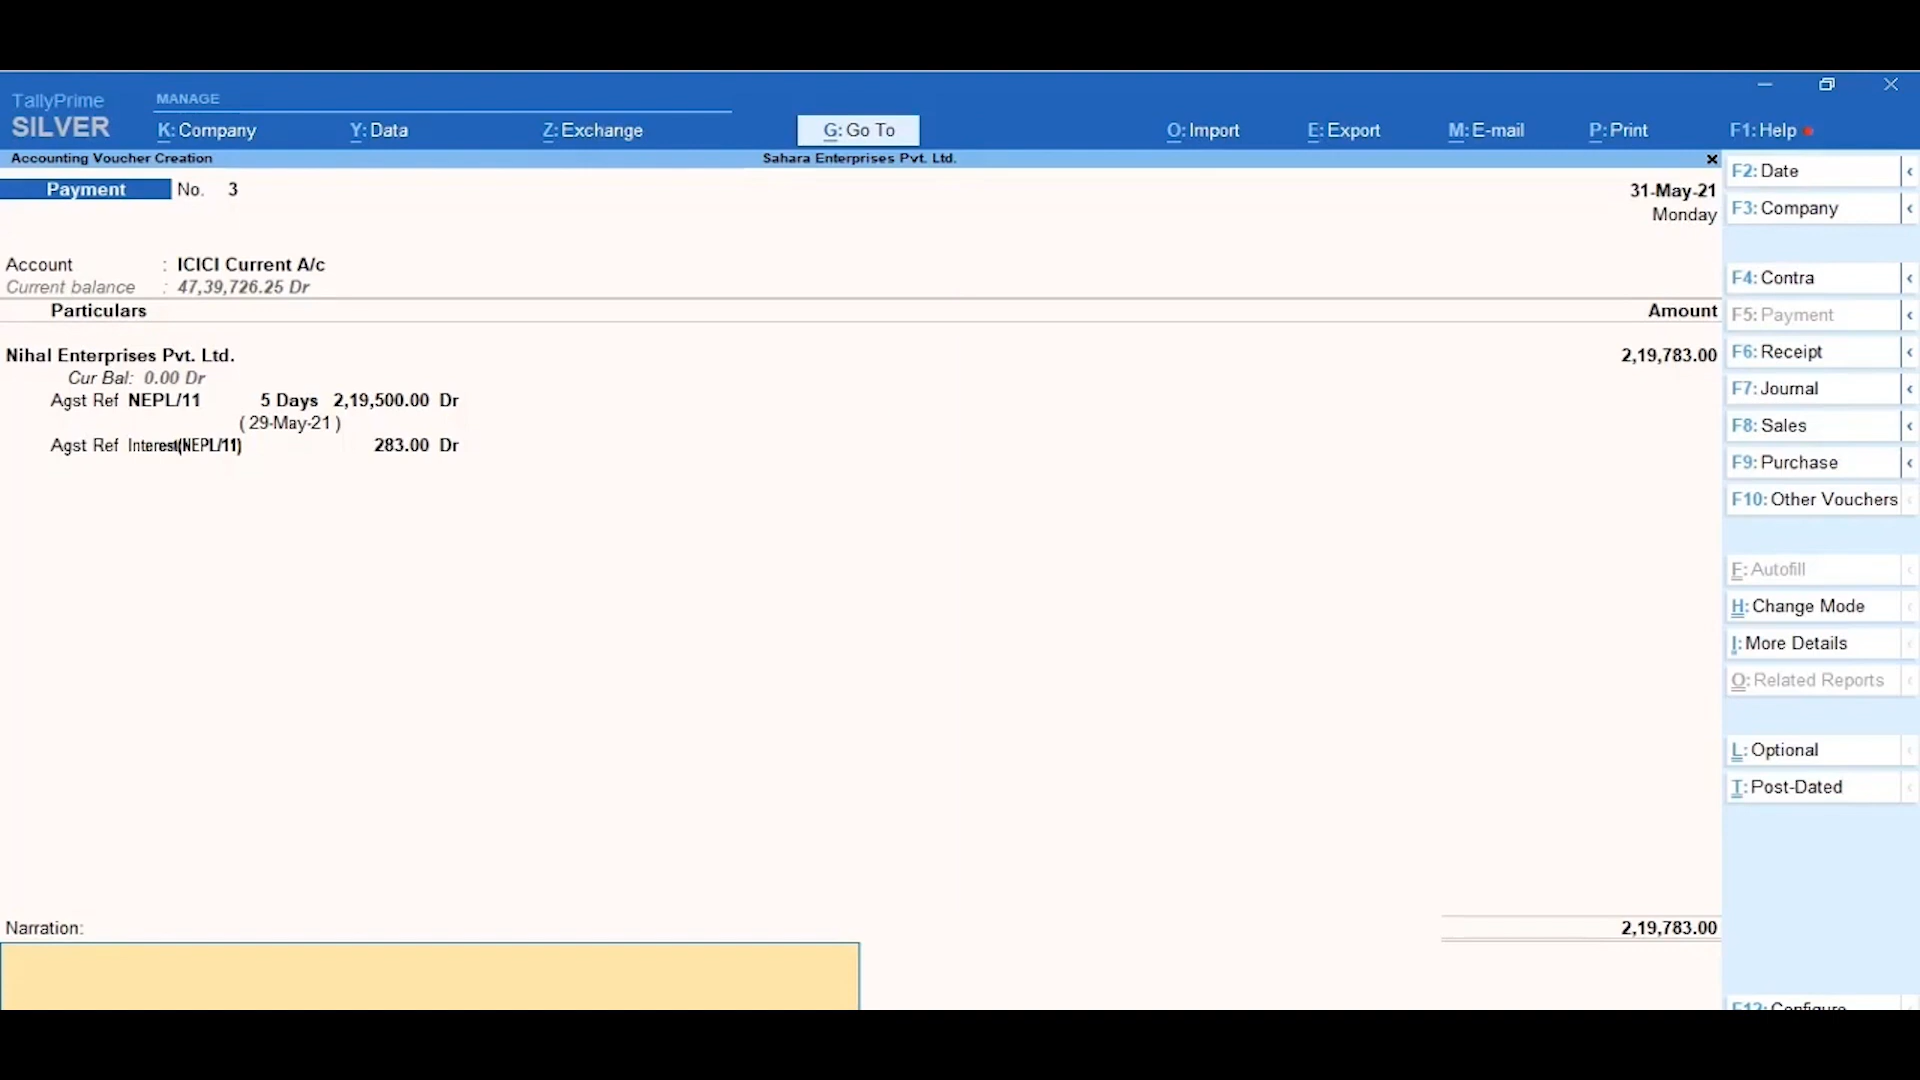 TallyPrime
SILVER
MANAGE
K: Company
Y: Data
Z: Exchange
G: Go To
O: Import
E: Export
M: E-mail
P: Print
F1: Help
Accounting Voucher Creation
Sahara Enterprises Pvt. Ltd.
Payment No. 3
31-May-21
Monday
Account : ICICI Current A/c
Current balance : 47,39,726.25 Dr
Particulars Amount
Nihal Enterprises Pvt. Ltd. 2,19,783.00
Cur Bal: 0.00 Dr
Agst Ref NEPL/11 5 Days 2,19,500.00 Dr
( 29-May-21 )
Agst Ref Interest(NEPL/11) 283.00 Dr
Narration: 2,19,783.00
F2: Date
F3: Company
F4: Contra
F5: Payment
F6: Receipt
F7: Journal
F8: Sales
F9: Purchase
F10: Other Vouchers
F: Autofill
H: Change Mode
I: More Details
O: Related Reports
L: Optional
T: Post-Dated
F12: Configure